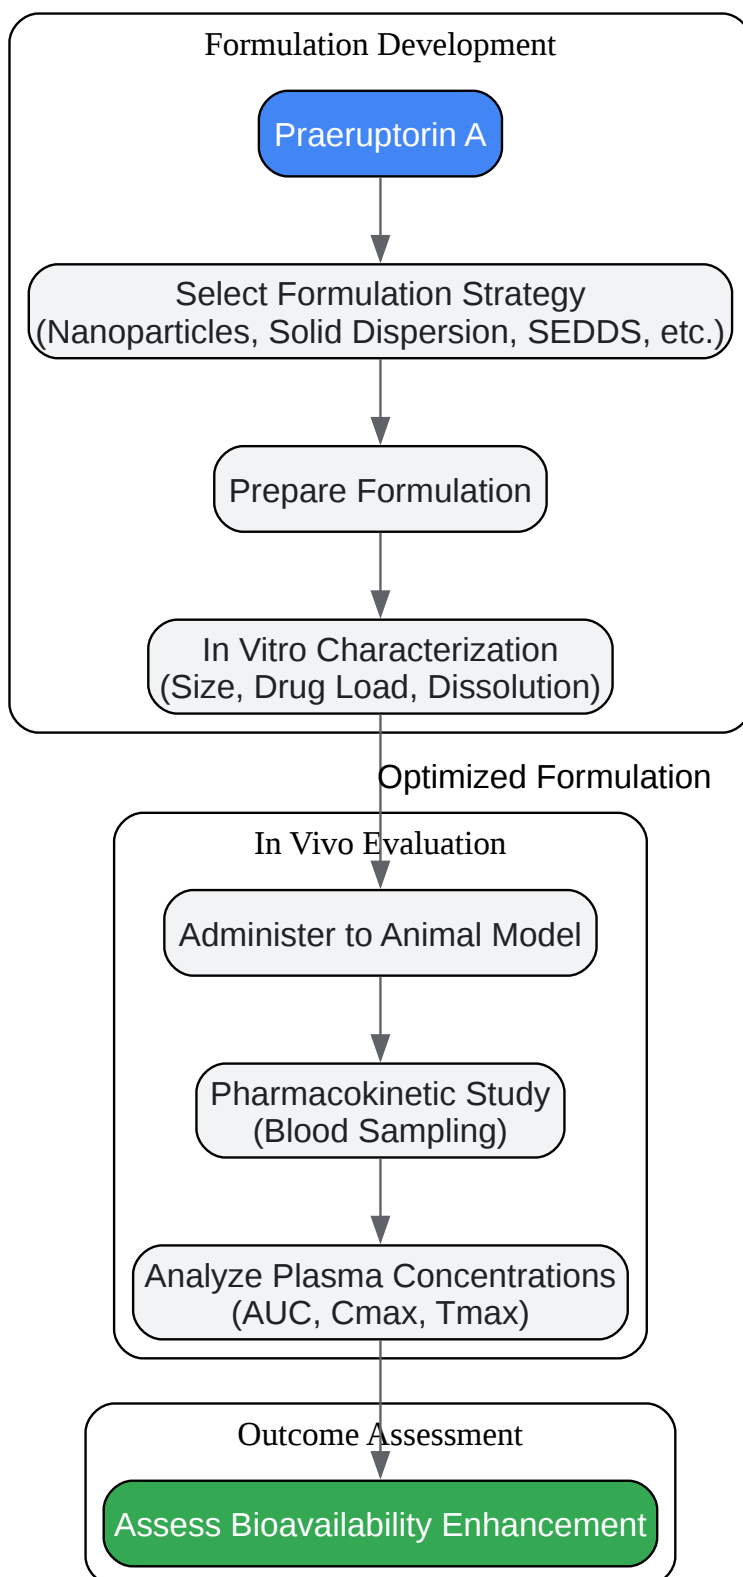 Formulation Development
Praeruptorin A
Select Formulation Strategy
(Nanoparticles, Solid Dispersion, SEDDS, etc.)
Prepare Formulation
In Vitro Characterization
(Size, Drug Load, Dissolution)
Optimized Formulation
In Vivo Evaluation
Administer to Animal Model
Pharmacokinetic Study
(Blood Sampling)
Analyze Plasma Concentrations
(AUC, Cmax, Tmax)
Outcome Assessment
Assess Bioavailability Enhancement